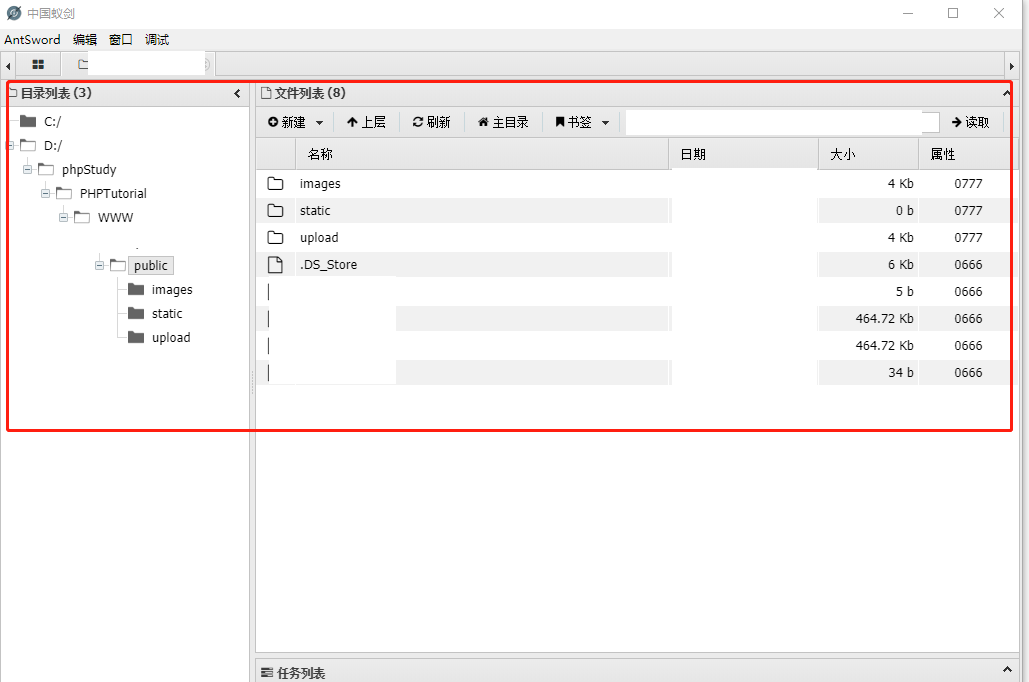 中国蚁剑
AntSword 编辑 窗口 调试
目录列表 (3)
文件列表 (8)
新建 上层 刷新 主目录 书签 读取
名称 日期 大小 属性
C:/
D:/
phpStudy
PHPTutorial
WWW
public
images
static
upload
images 4 Kb 0777
static 0 b 0777
upload 4 Kb 0777
.DS_Store 6 Kb 0666
5 b 0666
464.72 Kb 0666
464.72 Kb 0666
34 b 0666
任务列表